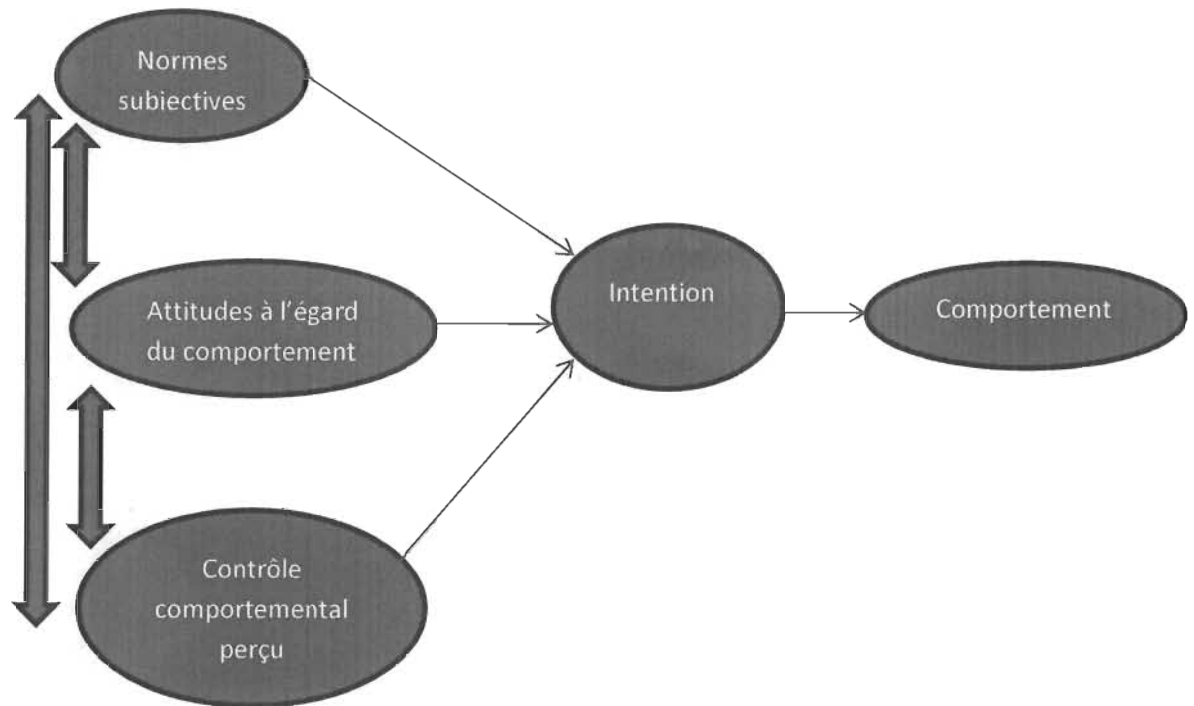 Normes
subiectives
Attitudes à l'égard
du comportement
Intention
Comportement
Contrôle
comportemental
perçu